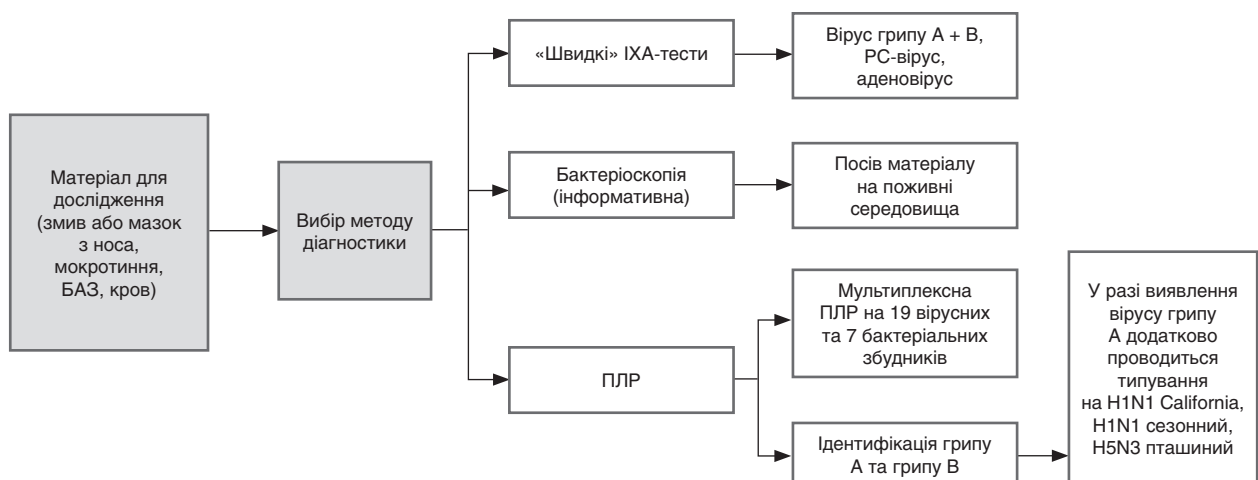 Матеріал для
дослідження
(змив або мазок
з носа,
мокротиння,
БАЗ, кров)
Вибір методу
діагностики
«Швидкі» ІХА-тести
Вірус грипу А + В,
РС-вірус,
аденовірус
Бактеріоскопія
(інформативна)
Посів матеріалу
на поживні
середовища
ПЛР
Мультиплексна
ПЛР на 19 вірусних
та 7 бактеріальних
збудників
Ідентифікація грипу
А та грипу В
У разі виявлення
вірусу грипу
А додатково
проводиться
типування
на H1N1 California,
H1N1 сезонний,
H5N3 пташиний